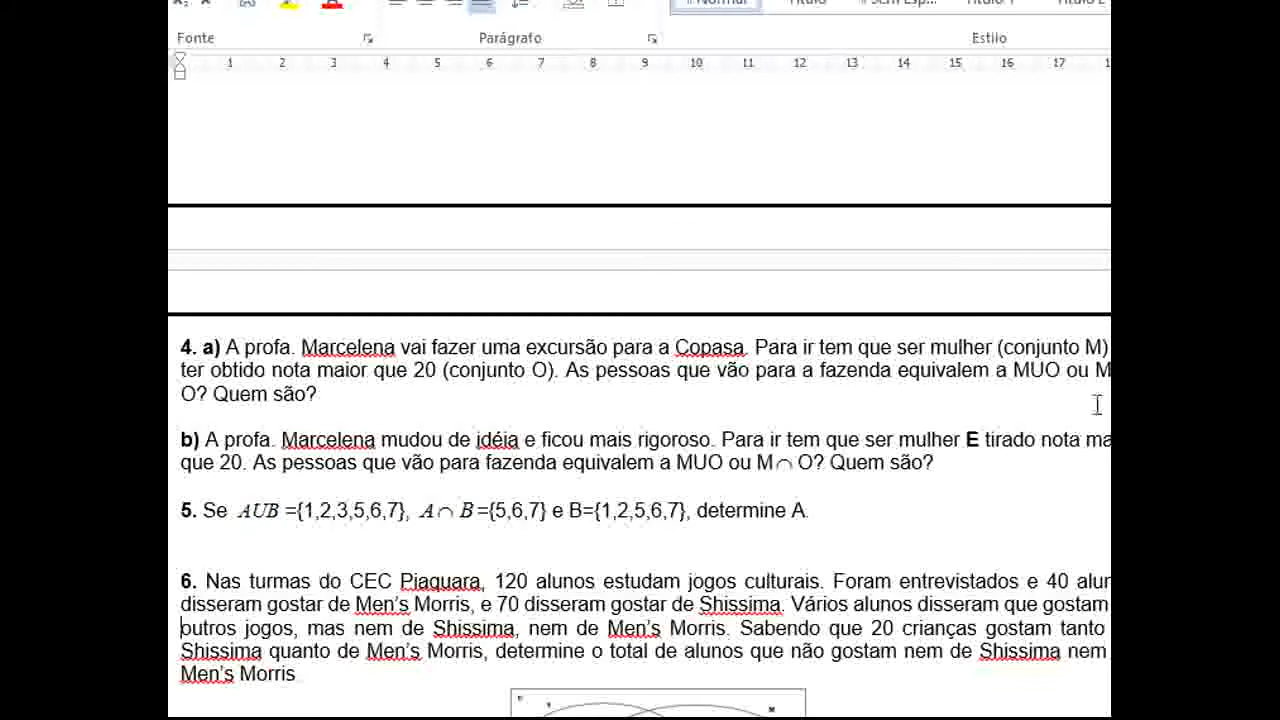 Fonte
Parágrafo
Estilo
1 2 3 4 5 6 7 8 9 10 11 12 13 14 15 16 17
4. a) A profa. Marcelena vai fazer uma excursão para a Copasa. Para ir tem que ser mulher (conjunto M)
ter obtido nota maior que 20 (conjunto O). As pessoas que vão para a fazenda equivalem a MUO ou M
O? Quem são?
b) A profa. Marcelena mudou de idéia e ficou mais rigoroso. Para ir tem que ser mulher E tirado nota ma
que 20. As pessoas que vão para fazenda equivalem a MUO ou M∩ O? Quem são?
5. Se AUB ={1,2,3,5,6,7}, A∩ B={5,6,7} e B={1,2,5,6,7}, determine A.
6. Nas turmas do CEC Piaquara, 120 alunos estudam jogos culturais. Foram entrevistados e 40 alur
disseram gostar de Men's Morris, e 70 disseram gostar de Shissima. Vários alunos disseram que gostam
outros jogos, mas nem de Shissima, nem de Men's Morris. Sabendo que 20 crianças gostam tanto
Shissima quanto de Men's Morris, determine o total de alunos que não gostam nem de Shissima nem
Men's Morris